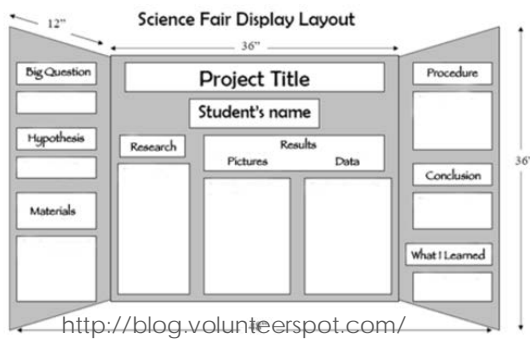 Science Fair Display Layout
12"
36"
Big Question
Hypothesis
Materials
Project Title
Student's name
Research
Results
Pictures
Data
Procedure
Conclusion
What I Learned
36"
http://blog.volunteerspot.com/